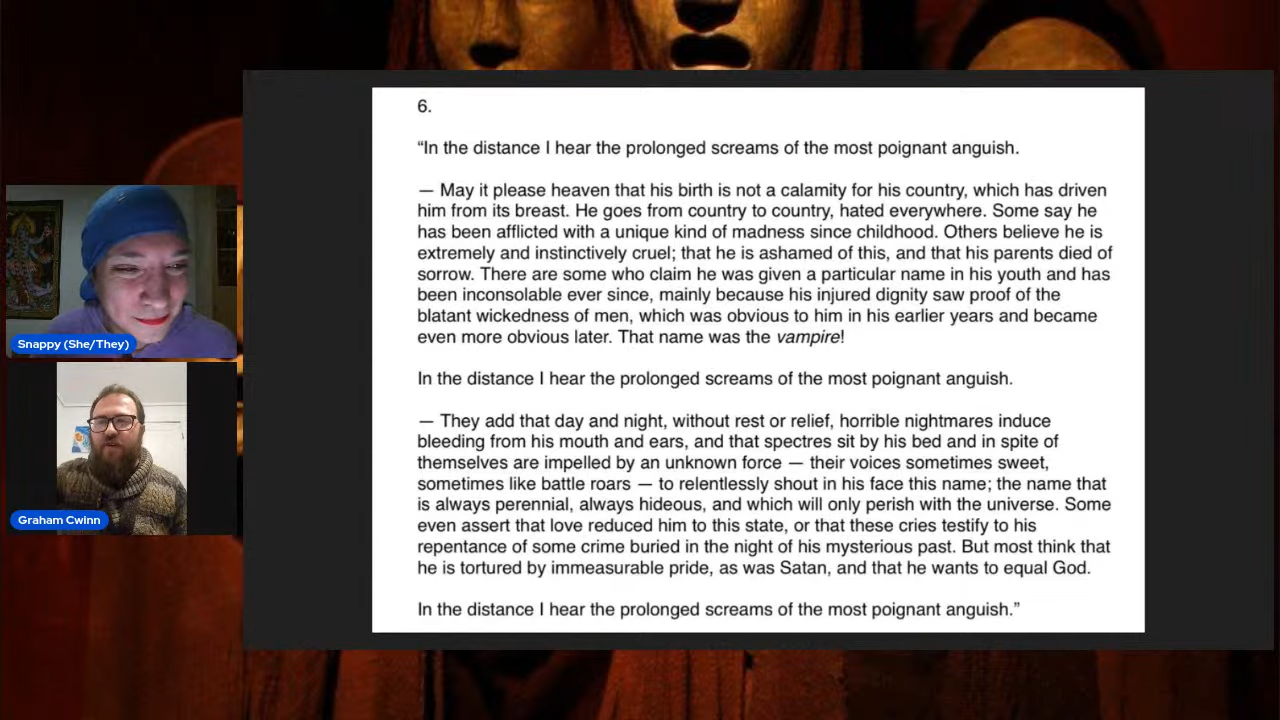 6.
“In the distance I hear the prolonged screams of the most poignant anguish.
— May it please heaven that his birth is not a calamity for his country, which has driven
him from its breast. He goes from country to country, hated everywhere. Some say he
has been afflicted with a unique kind of madness since childhood. Others believe he is
extremely and instinctively cruel; that he is ashamed of this, and that his parents died of
sorrow. There are some who claim he was given a particular name in his youth and has
been inconsolable ever since, mainly because his injured dignity saw proof of the
blatant wickedness of men, which was obvious to him in his earlier years and became
even more obvious later. That name was the vampire!
In the distance I hear the prolonged screams of the most poignant anguish.
— They add that day and night, without rest or relief, horrible nightmares induce
bleeding from his mouth and ears, and that spectres sit by his bed and in spite of
themselves are impelled by an unknown force — their voices sometimes sweet,
sometimes like battle roars — to relentlessly shout in his face this name; the name that
is always perennial, always hideous, and which will only perish with the universe. Some
even assert that love reduced him to this state, or that these cries testify to his
repentance of some crime buried in the night of his mysterious past. But most think that
he is tortured by immeasurable pride, as was Satan, and that he wants to equal God.
In the distance I hear the prolonged screams of the most poignant anguish.”
Snappy (She/They)
Graham Cwinn